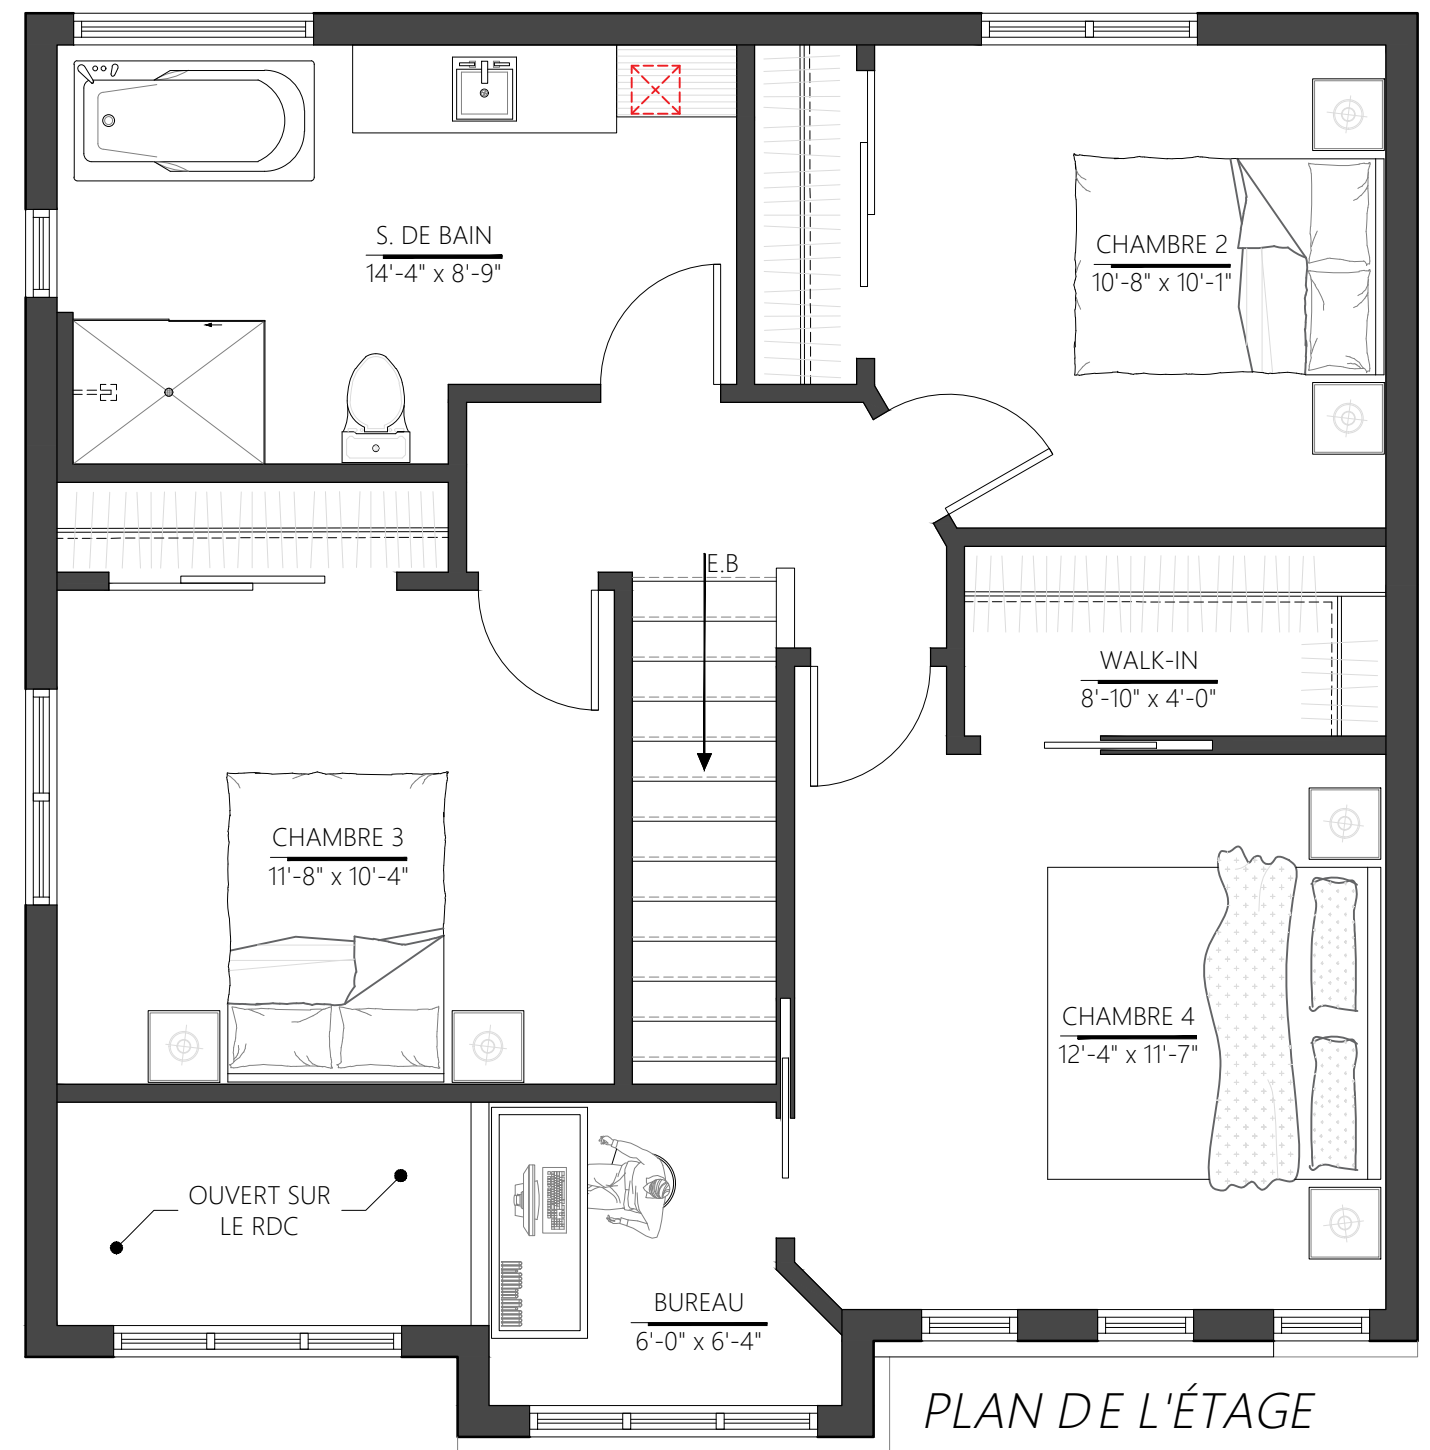 S. DE BAIN
14'-4" x 8'-9"
CHAMBRE 2
10'-8" x 10'-1"
E.B
WALK-IN
8'-10" x 4'-0"
CHAMBRE 3
11'-8" x 10'-4"
CHAMBRE 4
12'-4" x 11'-7"
OUVERT SUR
LE RDC
BUREAU
6'-0" x 6'-4"
PLAN DE L'ÉTAGE